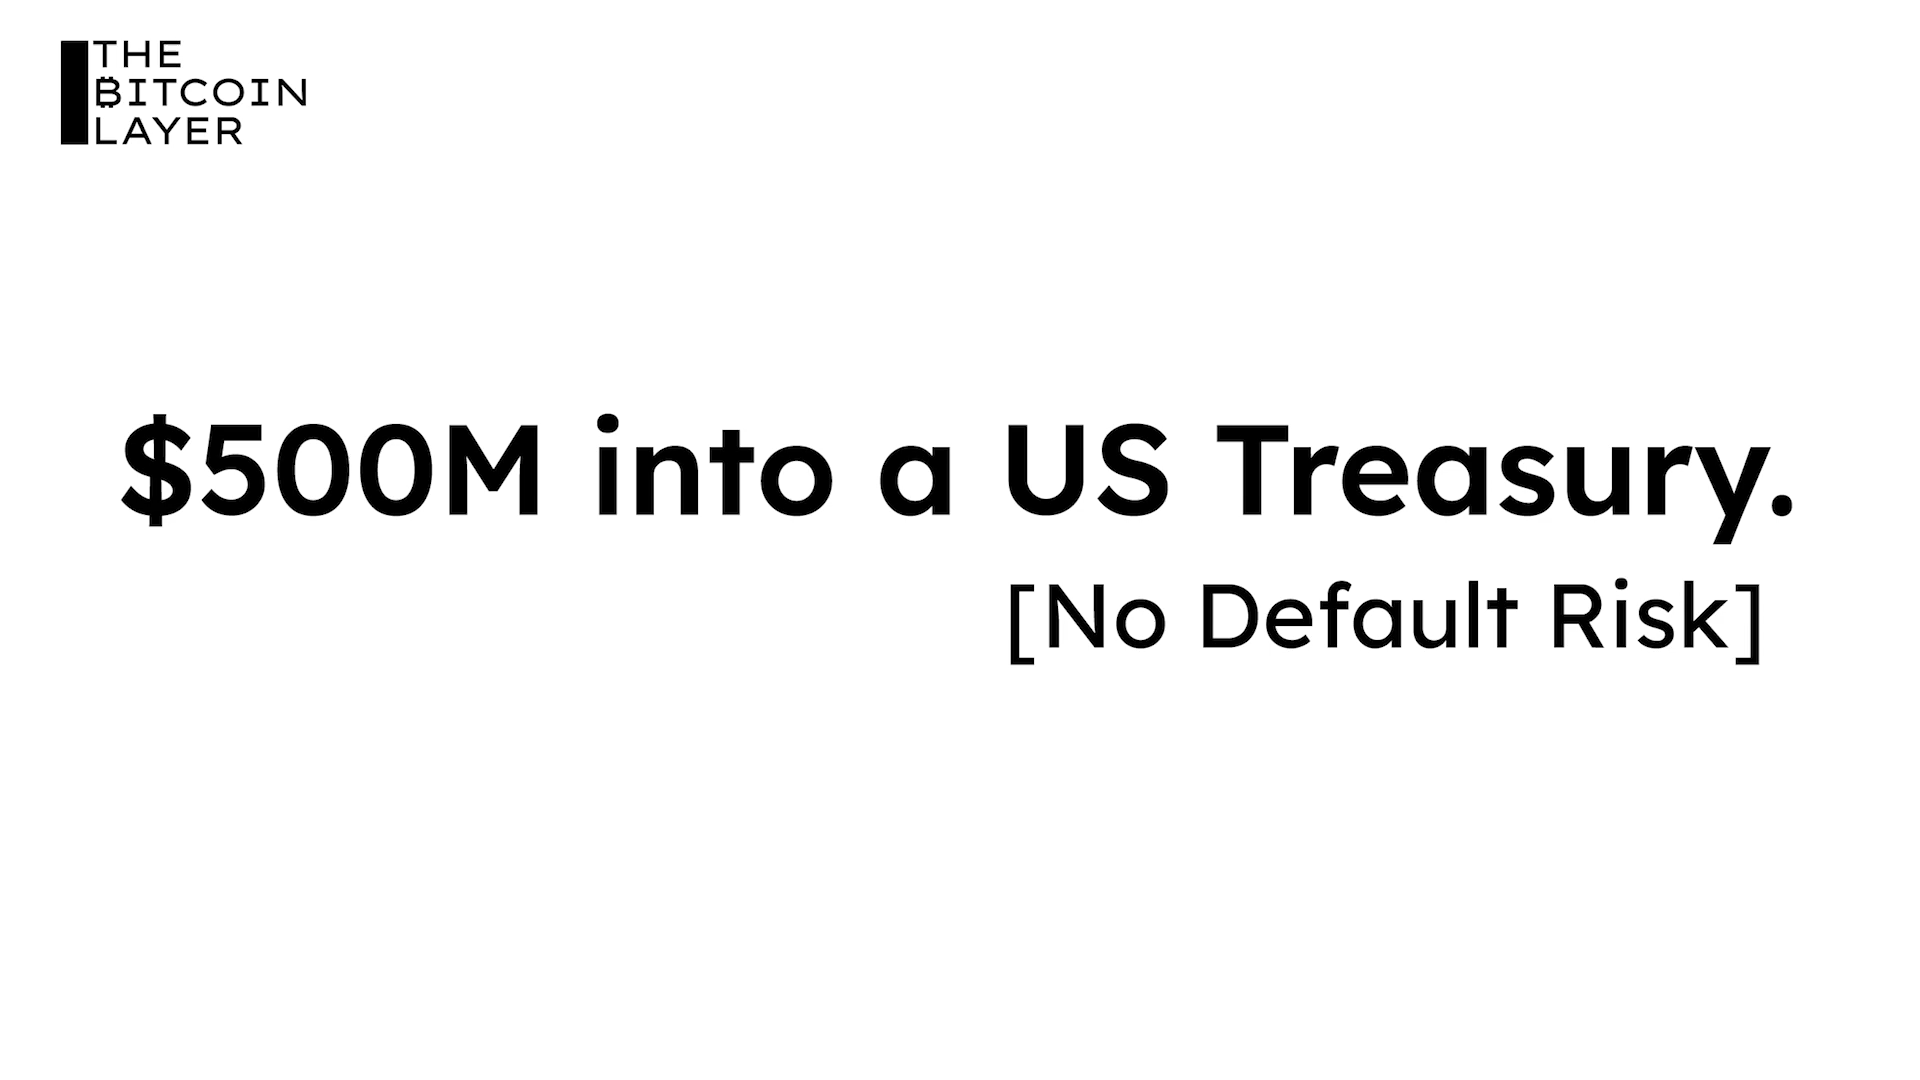 THE
BITCOIN
LAYER
$500M into a US Treasury.
[No Default Risk]